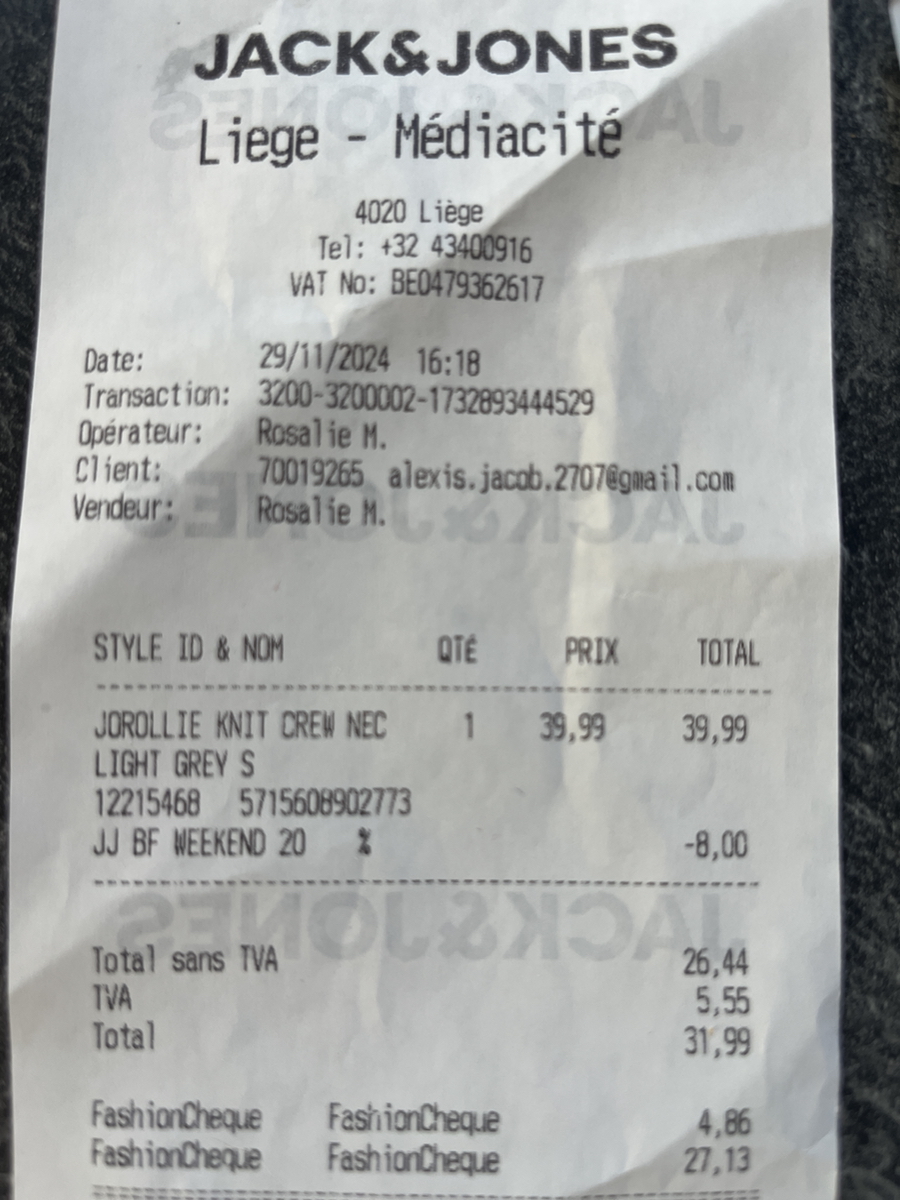 JACK&JONES
Liege - Médiacité
4020 Liège
Tel: +32 43400916
VAT No: BE0479362617
Date: 29/11/2024 16:18
Transaction: 3200-3200002-1732893444529
Opérateur: Rosalie M.
Client: 70019265 alexis.jacob.2707@gmail.com
Vendeur: Rosalie M.
STYLE ID & NOM QTÉ PRIX TOTAL
JOROLLIE KNIT CREW NEC 1 39,99 39,99
LIGHT GREY S
12215468 5715608902773
JJ BF WEEKEND 20 % -8,00
Total sans TVA 26,44
TVA 5,55
Total 31,99
FashionCheque FashionCheque 4,86
FashionCheque FashionCheque 27,13